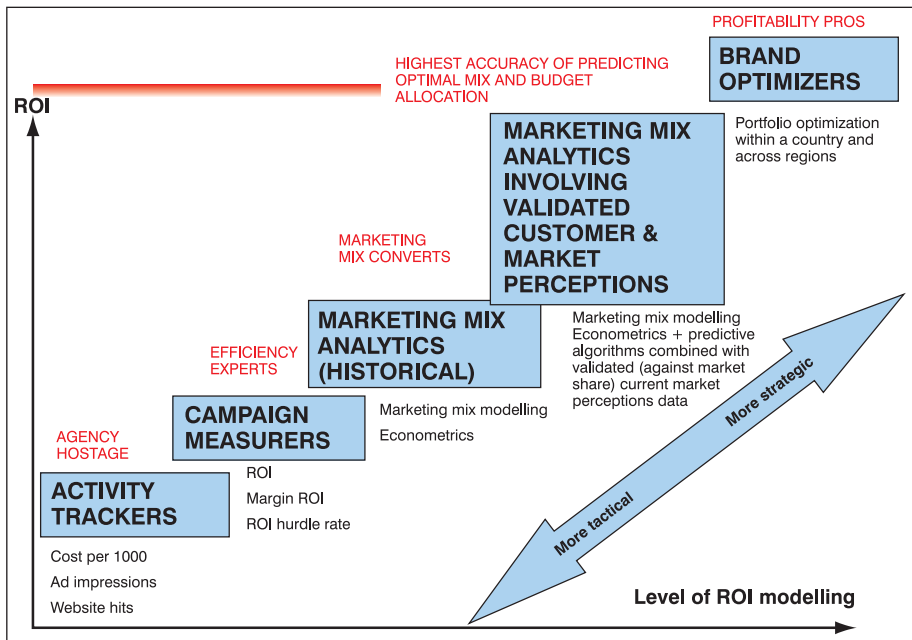 PROFITABILITY PROS
BRAND
OPTIMIZERS
Portfolio optimization
within a country and
across regions
HIGHEST ACCURACY OF PREDICTING
OPTIMAL MIX AND BUDGET
ALLOCATION
ROI
MARKETING MIX
ANALYTICS
INVOLVING
VALIDATED
CUSTOMER &
MARKET
PERCEPTIONS
Marketing mix modelling
Econometrics + predictive
algorithms combined with
validated (against market
share) current market
perceptions data
MARKETING
MIX CONVERTS
MARKETING MIX
ANALYTICS
(HISTORICAL)
Marketing mix modelling
Econometrics
EFFICIENCY
EXPERTS
CAMPAIGN
MEASURERS
ROI
Margin ROI
ROI hurdle rate
AGENCY
HOSTAGE
ACTIVITY
TRACKERS
Cost per 1000
Ad impressions
Website hits
More strategic
More tactical
Level of ROI modelling